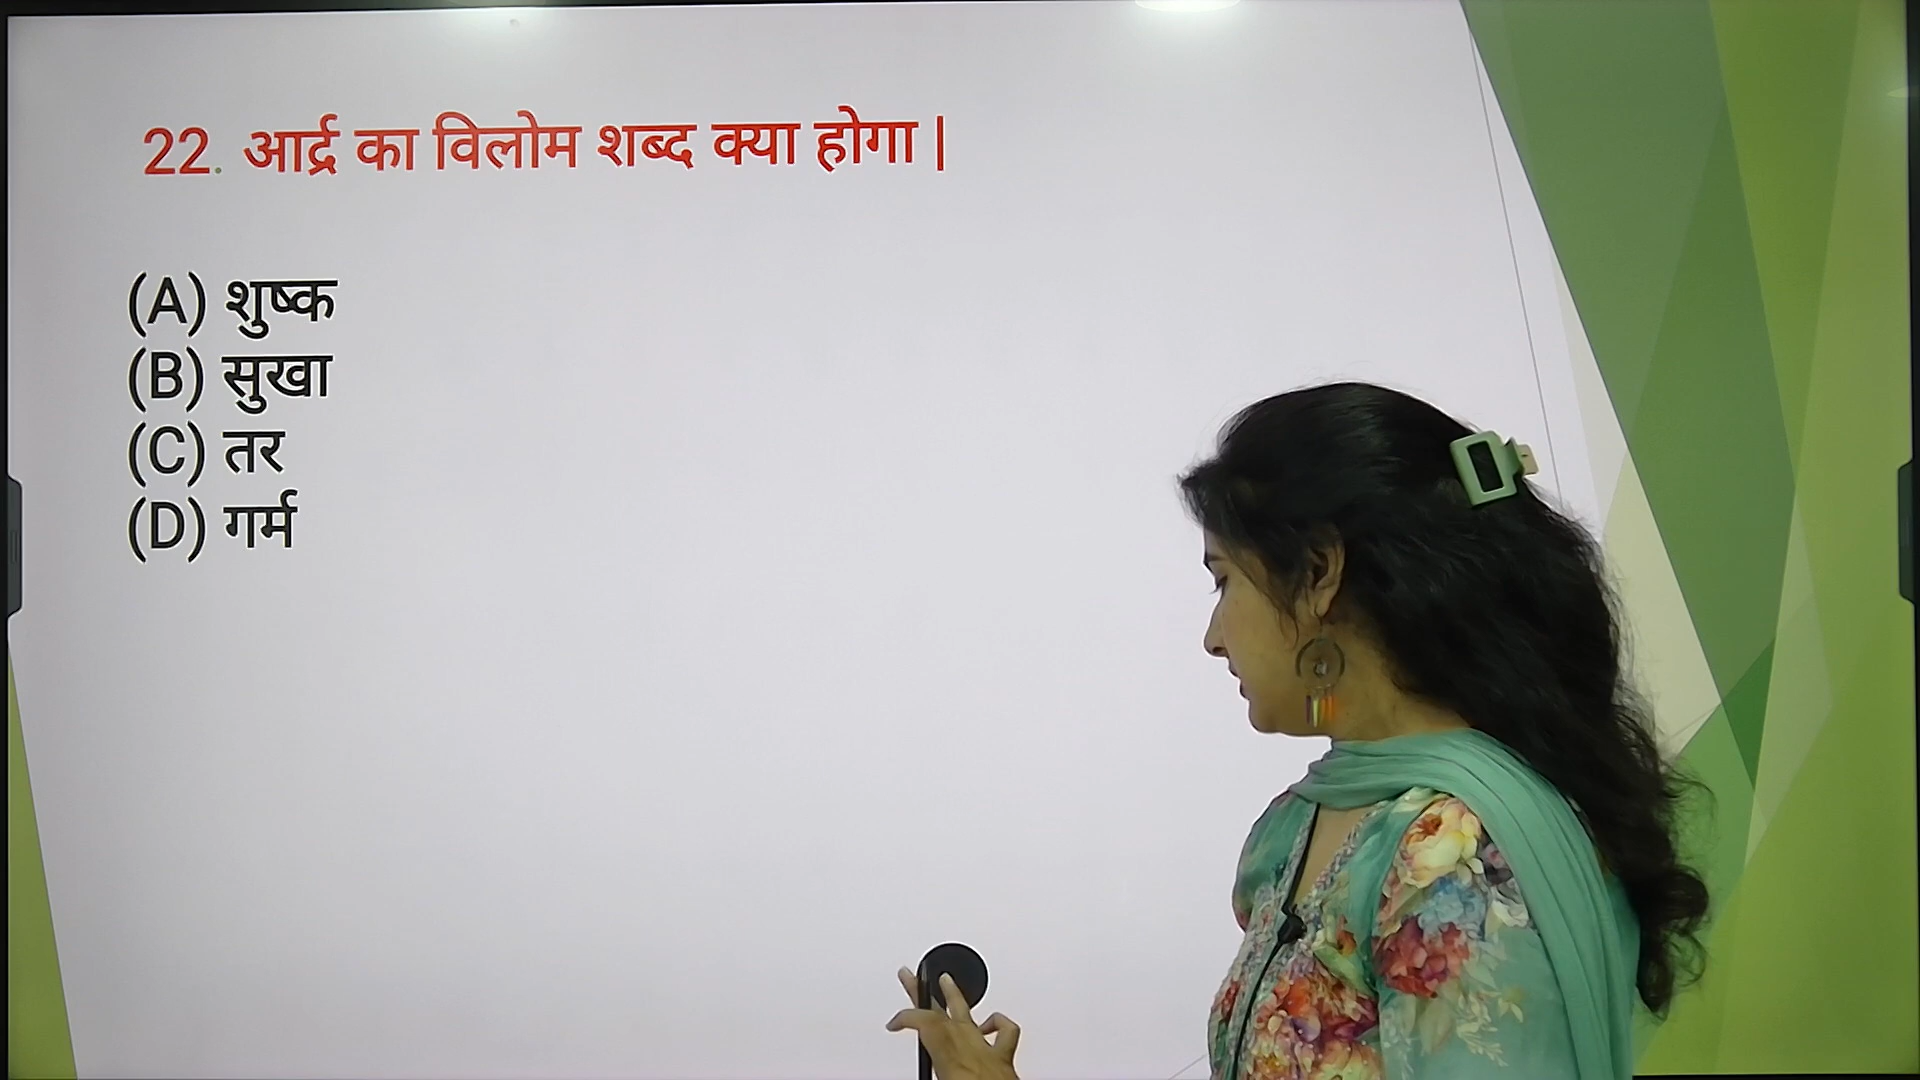 22. आर्द्र का विलोम शब्द क्या होगा |
(A) शुष्क
(B) सुखा
(C) तर
(D) गर्म